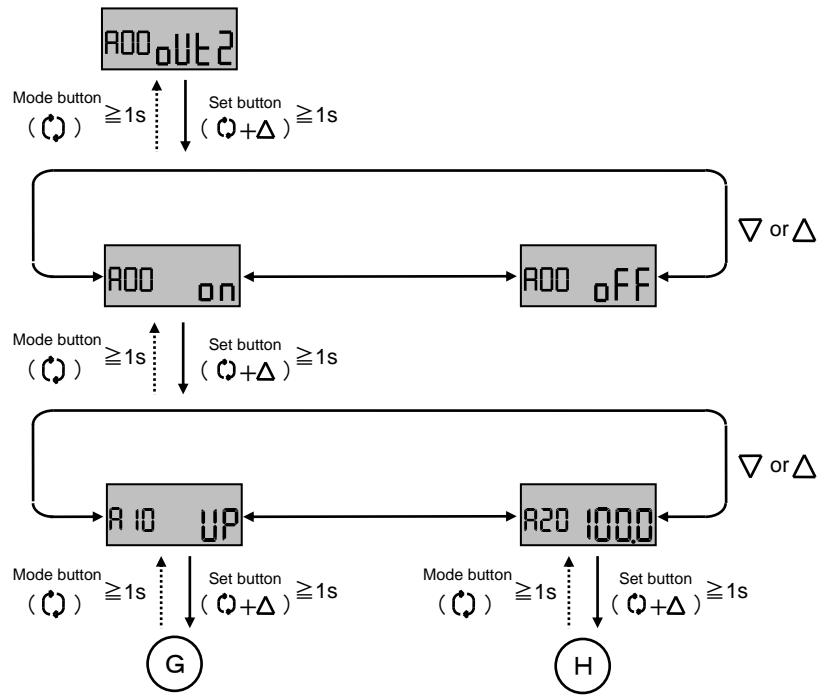 A00 oUt2
Mode button ≧1s Set button ≧1s
( ) ( +△ )
▽ or △
A00 on A00 oFF
Mode button ≧1s Set button ≧1s
( ) ( +△ )
▽ or △
A10 UP A20 100.0
Mode button ≧1s Set button ≧1s Mode button ≧1s Set button ≧1s
( ) ( +△ ) ( ) ( +△ )
G H